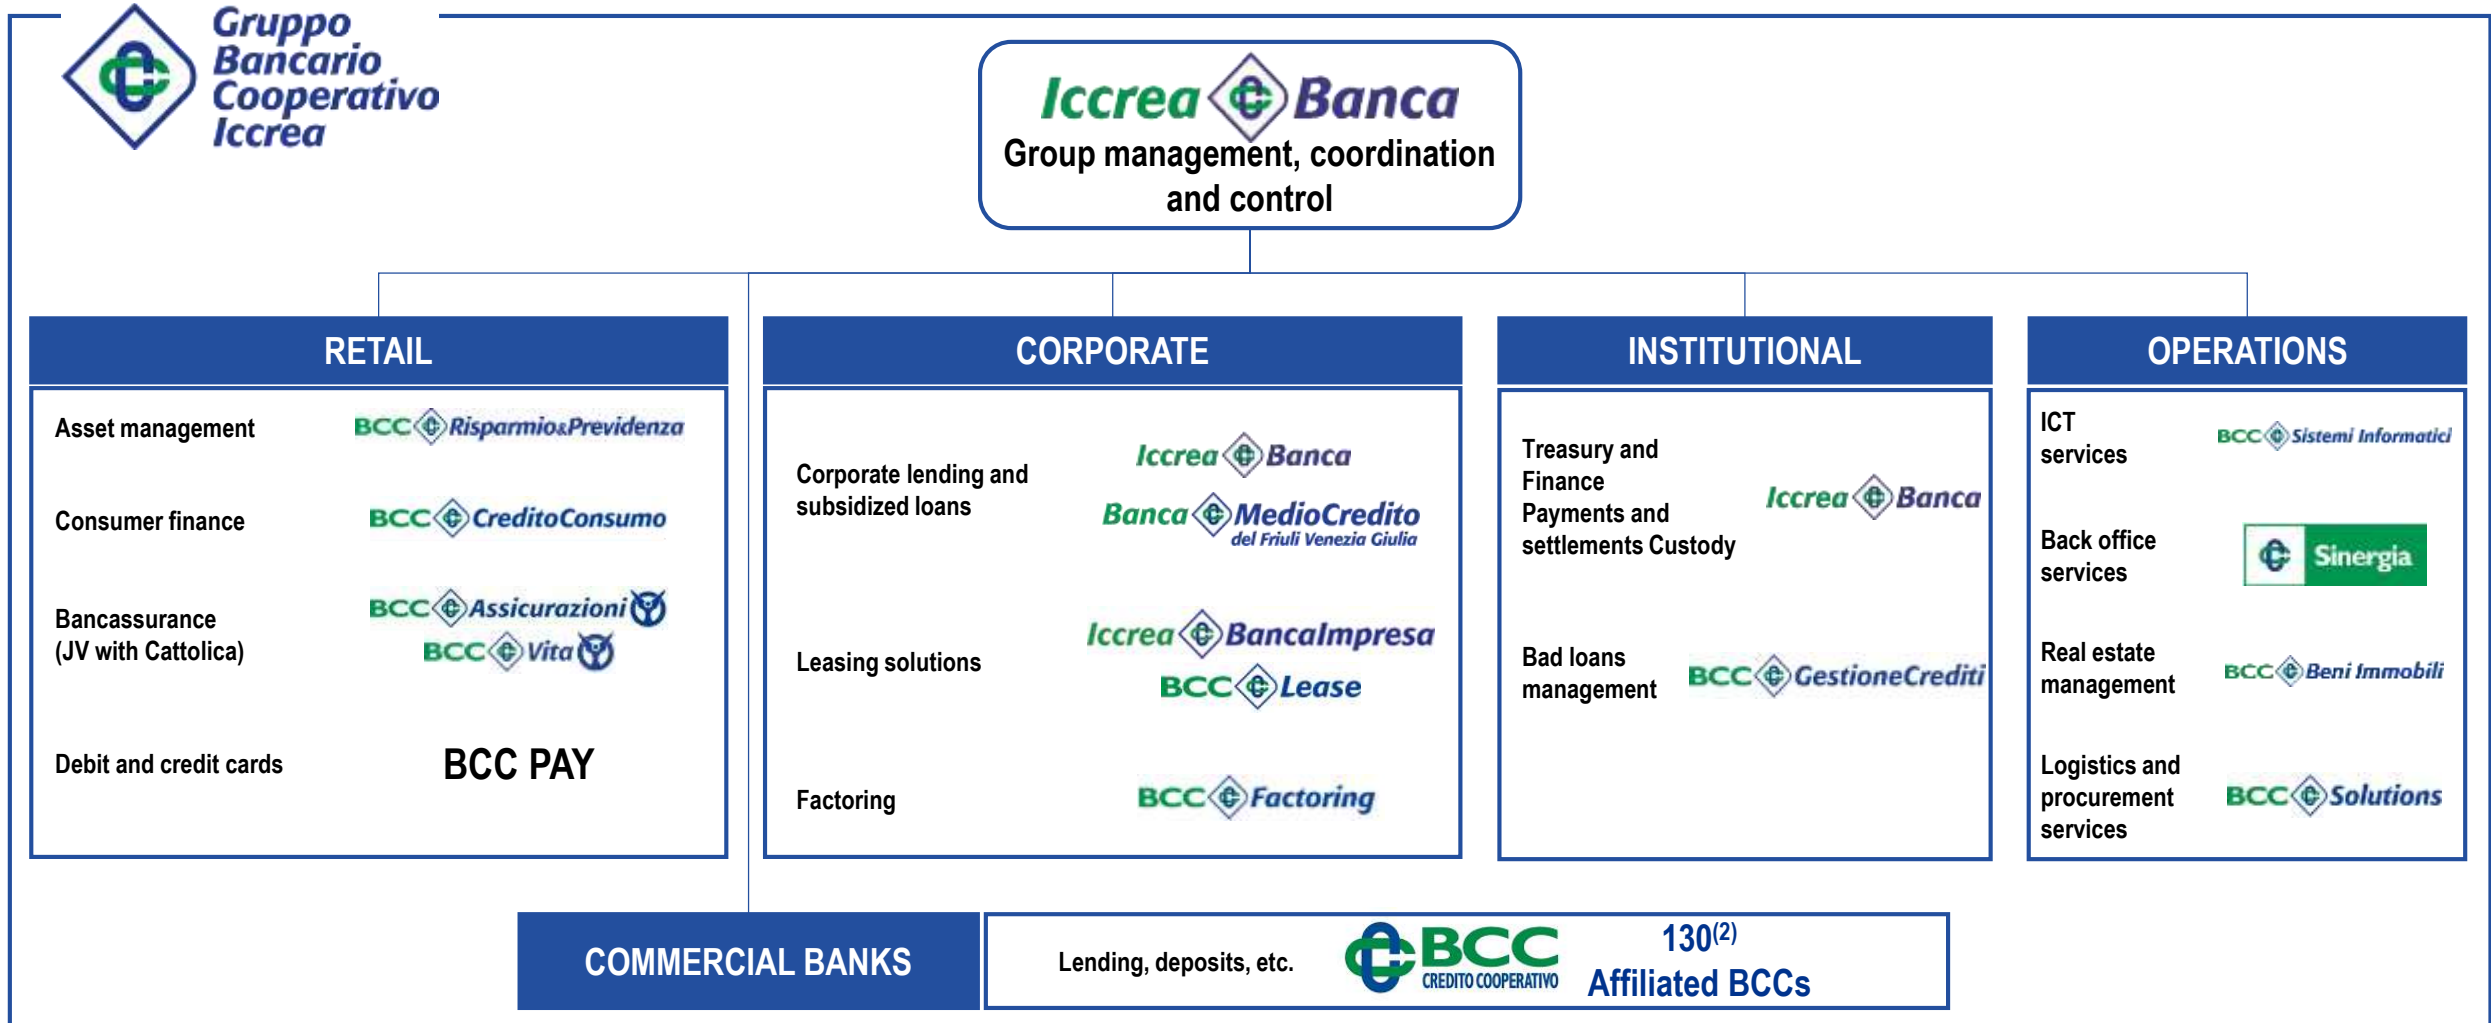 Gruppo
Bancario
Cooperativo
Iccrea
Iccrea Banca
Group management, coordination
and control
RETAIL
Asset management
BCC Risparmio&Previdenza
Consumer finance
BCC CreditoConsumo
Bancassurance
(JV with Cattolica)
BCC Assicurazioni
BCC Vita
Debit and credit cards
BCC PAY
CORPORATE
Corporate lending and
subsidized loans
Iccrea Banca
Banca MedioCredito
del Friuli Venezia Giulia
Leasing solutions
Iccrea BancaImpresa
BCC Lease
Factoring
BCC Factoring
INSTITUTIONAL
Treasury and
Finance
Payments and
settlements Custody
Iccrea Banca
Bad loans
management
BCC GestioneCrediti
OPERATIONS
ICT
services
BCC Sistemi Informatici
Back office
services
Sinergia
Real estate
management
BCC Beni Immobili
Logistics and
procurement
services
BCC Solutions
COMMERCIAL BANKS
Lending, deposits, etc.
BCC
CREDITO COOPERATIVO
130(2)
Affiliated BCCs